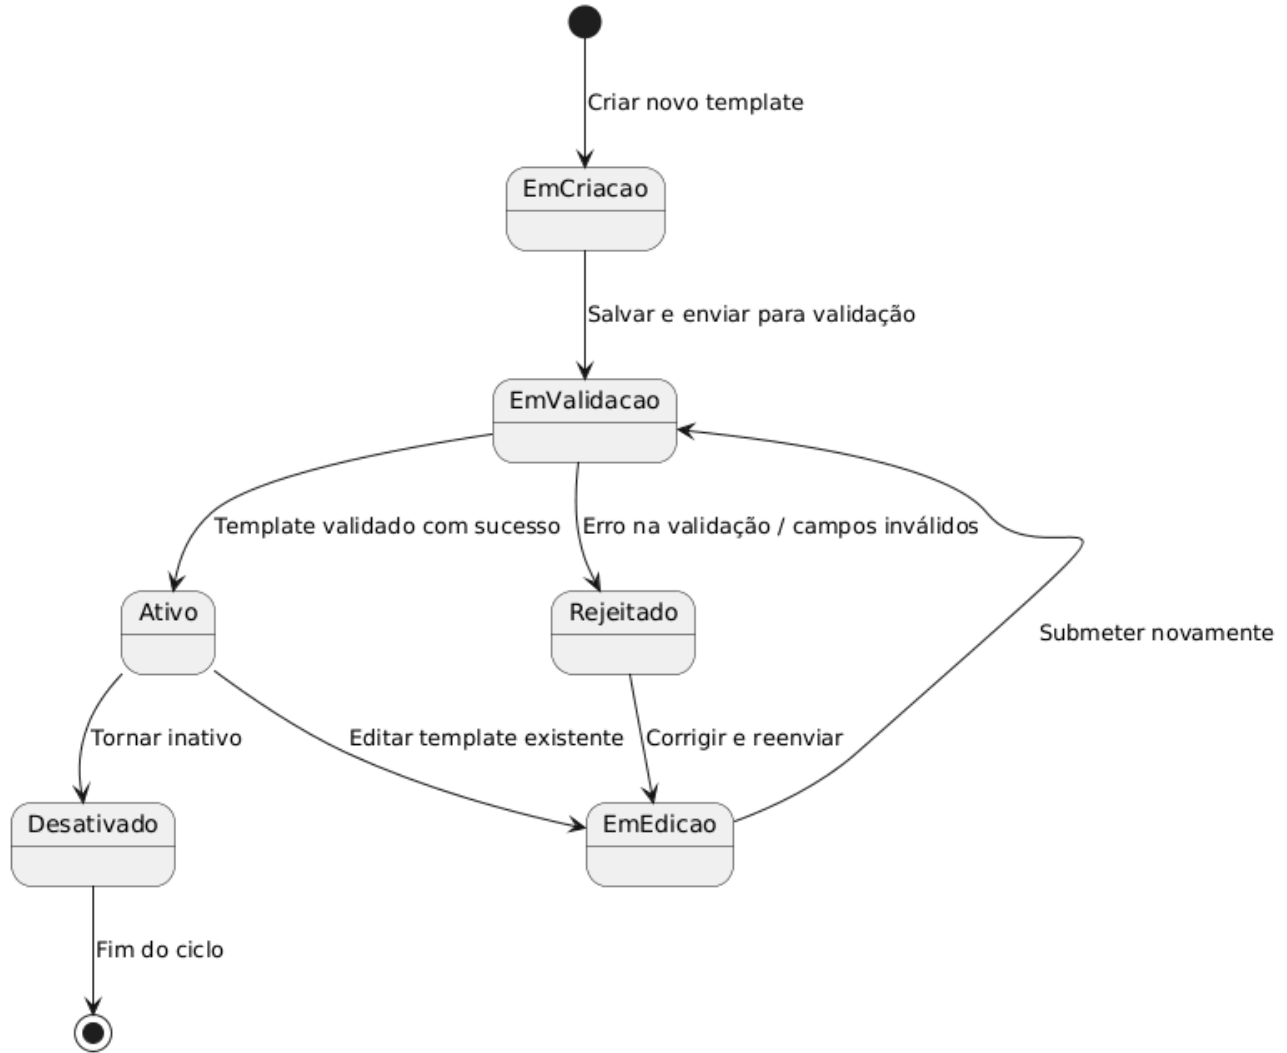 Criar novo template
EmCriacao
Salvar e enviar para validação
EmValidacao
Template validado com sucesso
Erro na validação / campos inválidos
Ativo
Rejeitado
Submeter novamente
Tornar inativo
Editar template existente
Corrigir e reenviar
Desativado
EmEdicao
Fim do ciclo